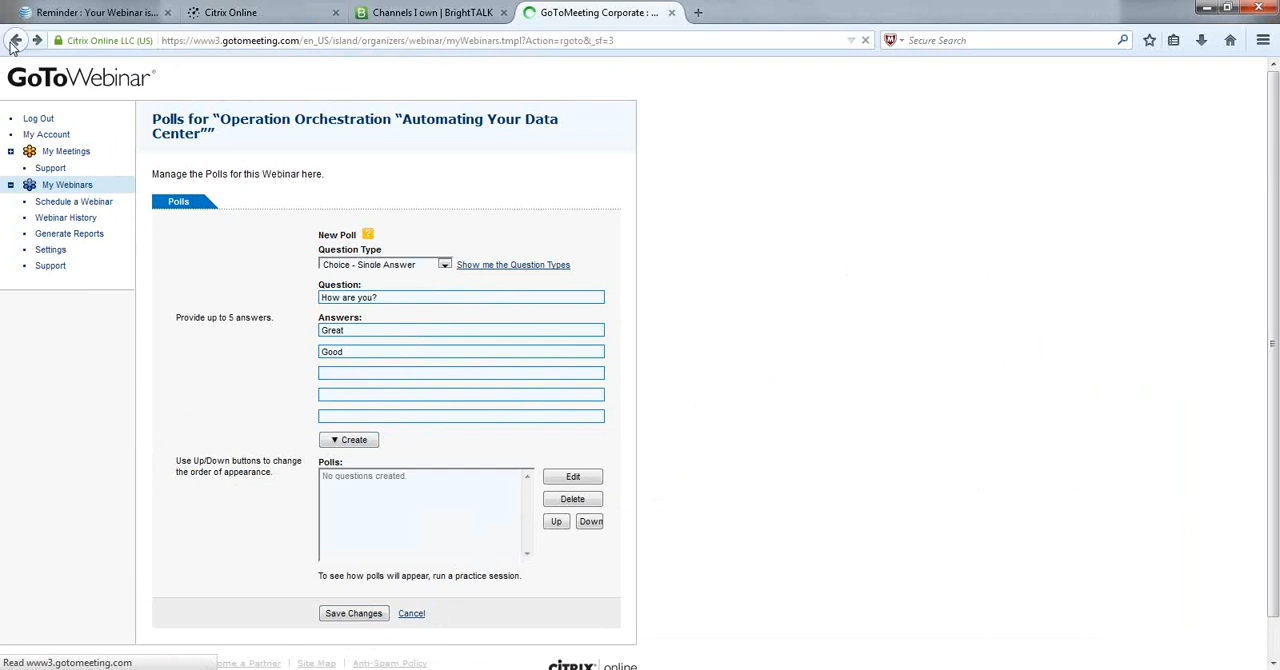 Reminder : Your Webinar is...
Citrix Online
Channels I own | BrightTALK
GoToMeeting Corporate : ...
Citrix Online LLC (US)
https://www3.gotomeeting.com/en_US/island/organizers/webinar/myWebinars.tmpl?Action=rgoto&_sf=3
Secure Search
GoToWebinar
Log Out
My Account
My Meetings
Support
My Webinars
Schedule a Webinar
Webinar History
Generate Reports
Settings
Support
Polls for “Operation Orchestration “Automating Your Data
Center””
Manage the Polls for this Webinar here.
Polls
New Poll ?
Question Type
Choice - Single Answer
Show me the Question Types
Question:
How are you?
Provide up to 5 answers.
Answers:
Great
Good
▼ Create
Use Up/Down buttons to change
the order of appearance.
Polls:
No questions created.
Edit
Delete
Up
Down
To see how polls will appear, run a practice session.
Save Changes
Cancel
Read www3.gotomeeting.com
ome a Partner
Site Map
Anti-Spam Policy
CITRIX online